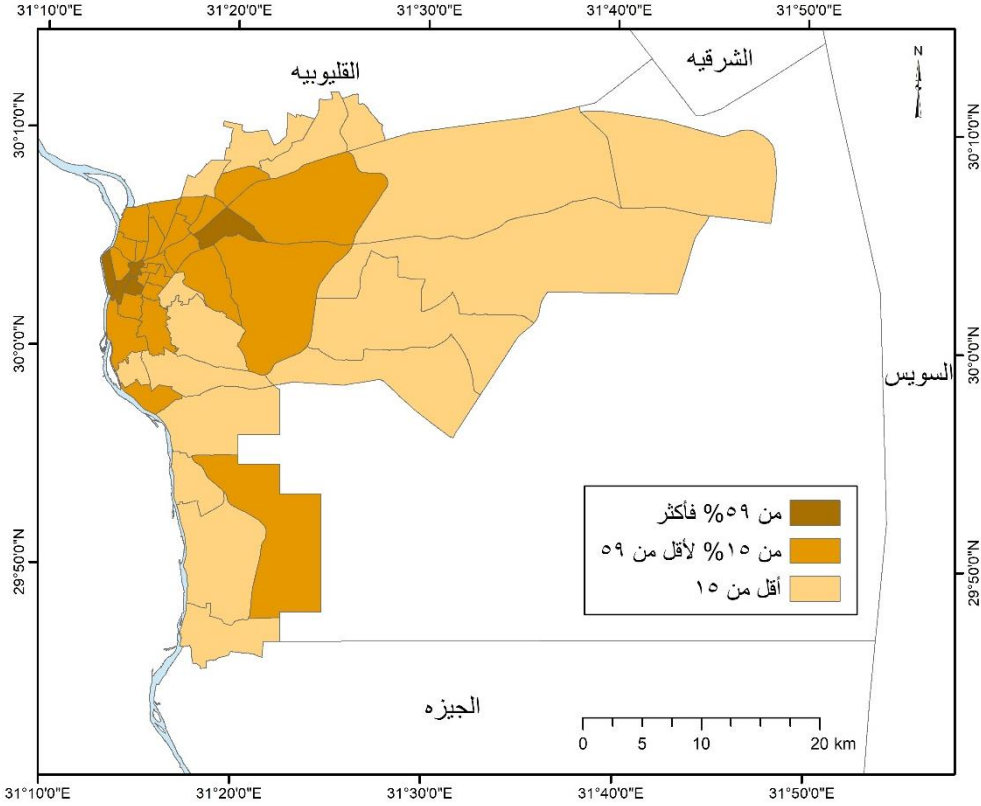 31°10'0"E 31°20'0"E 31°30'0"E 31°40'0"E 31°50'0"E
الشرقيه
N
القليوبيه
30°10'0"N 30°10'0"N
30°0'0"N 30°0'0"N
السويس
من ٥٩% فأكثر
من ١٥% لأقل من ٥٩
أقل من ١٥
29°50'0"N 29°50'0"N
الجيزه
0 5 10 20 km
31°10'0"E 31°20'0"E 31°30'0"E 31°40'0"E 31°50'0"E